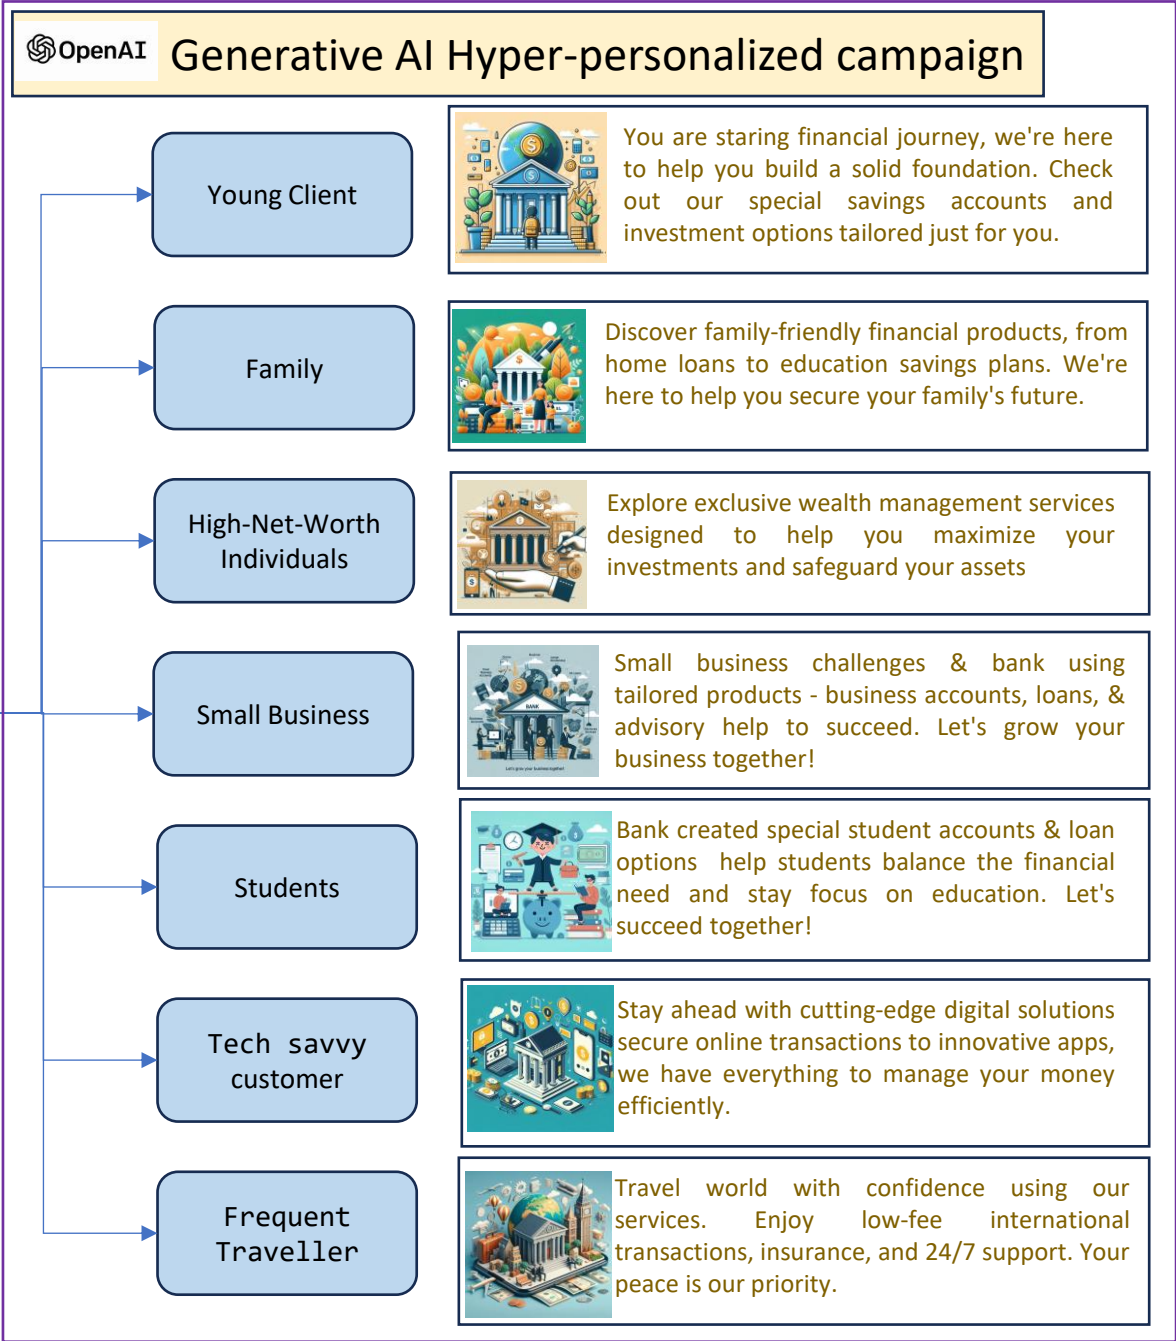 OpenAI Generative AI Hyper-personalized campaign
Young Client
You are staring financial journey, we're here
to help you build a solid foundation. Check
out our special savings accounts and
investment options tailored just for you.
Family
Discover family-friendly financial products, from
home loans to education savings plans. We're
here to help you secure your family's future.
High-Net-Worth
Individuals
Explore exclusive wealth management services
designed to help you maximize your
investments and safeguard your assets
Small Business
BANK
Let's grow your business together!
Small business challenges & bank using
tailored products - business accounts, loans, &
advisory help to succeed. Let's grow your
business together!
Students
Bank created special student accounts & loan
options help students balance the financial
need and stay focus on education. Let's
succeed together!
Tech savvy
customer
Stay ahead with cutting-edge digital solutions
secure online transactions to innovative apps,
we have everything to manage your money
efficiently.
Frequent
Traveller
Travel world with confidence using our
services. Enjoy low-fee international
transactions, insurance, and 24/7 support. Your
peace is our priority.